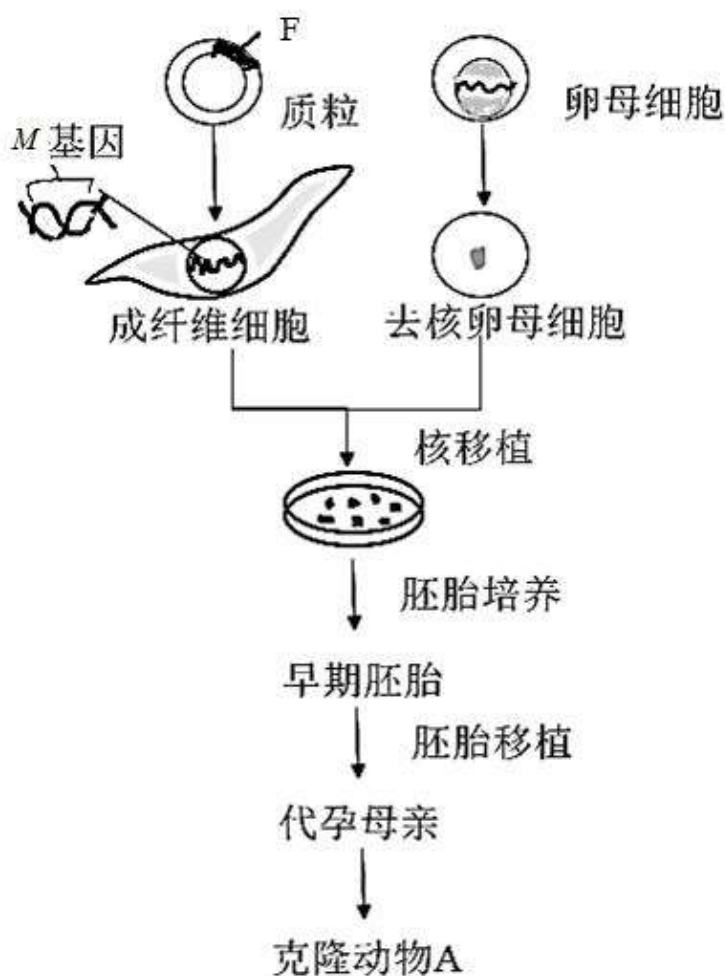 F
质粒
卵母细胞
M 基因
成纤维细胞
去核卵母细胞
核移植
胚胎培养
早期胚胎
胚胎移植
代孕母亲
克隆动物A